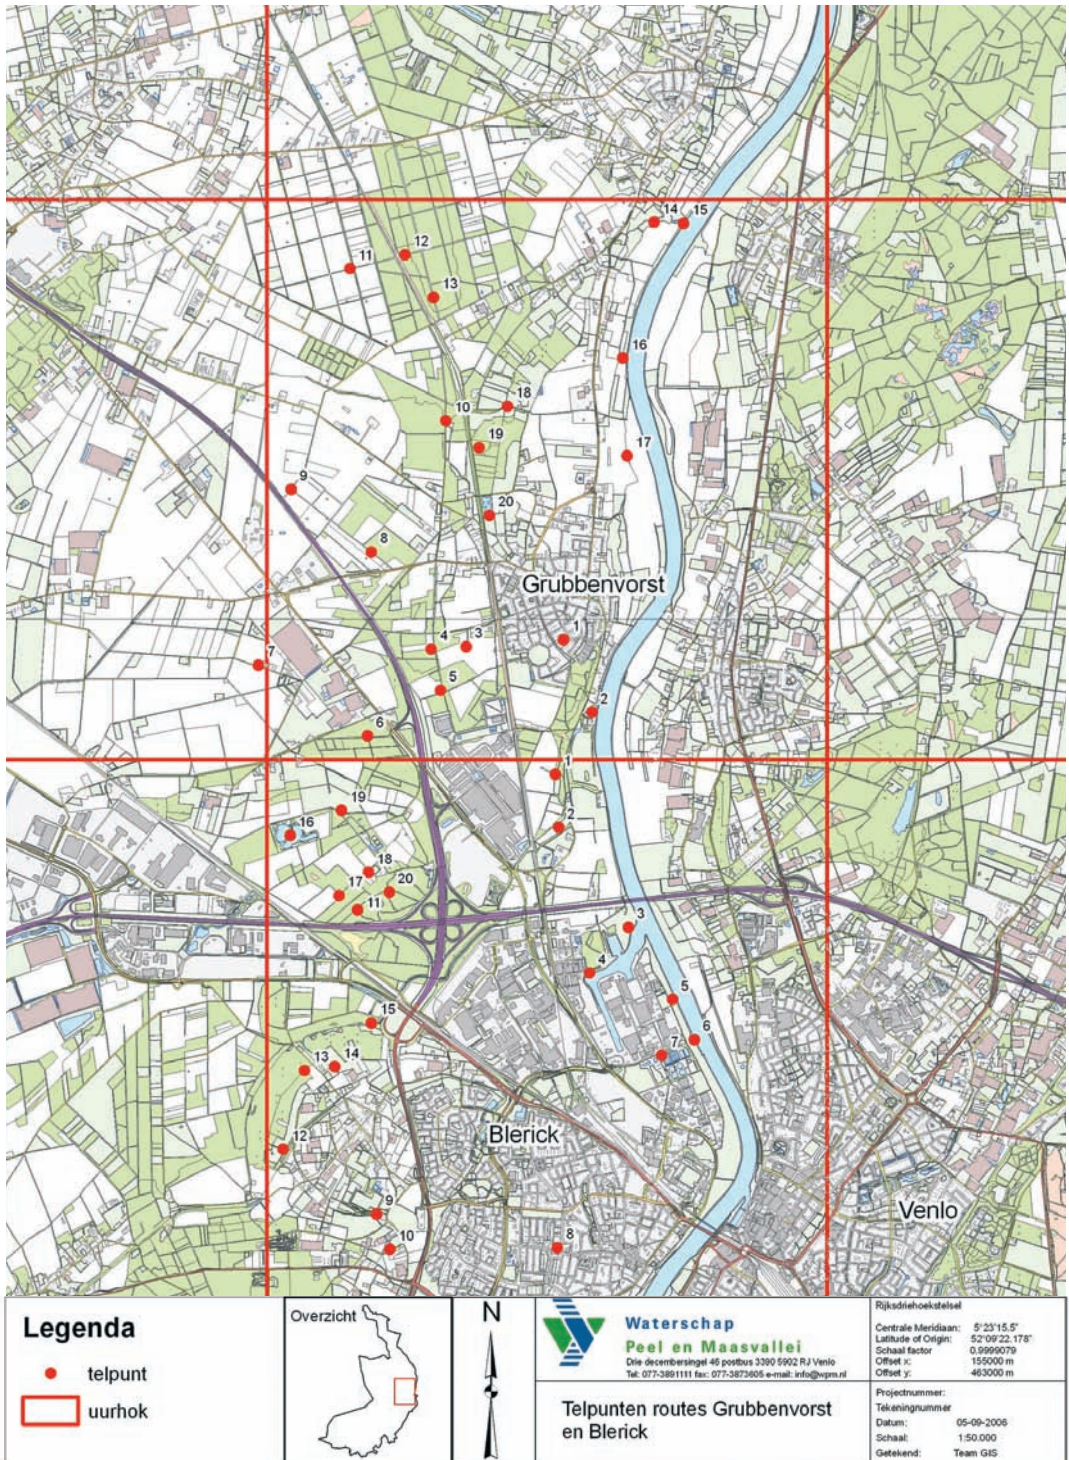 14 15
12
11
13
16
18
10
19
17
9
20
8
Grubbenvorst
1
4 3
7
5
2
6
1
19
2
16
18
20
17
11
3
4
5
15
6
7
14
13
Blerick
12
9
Venlo
10
8
Legenda
telpunt
uurhok
Overzicht
N
Waterschap
Peel en Maasvallei
Drie decembersingel 46 postbus 3390 5902 RJ Venlo
Tel: 077-3891111 fax: 077-3873605 e-mail: info@wpm.nl
Telpunten routes Grubbenvorst
en Blerick
Rijksdriehoekstelsel
Centrale Meridiaan: 5°23'15.5"
Latitude of Origin: 52°09'22.178"
Schaal factor 0.9999079
Offset x: 155000 m
Offset y: 463000 m
Projectnummer:
Tekeningnummer
Datum: 05-09-2006
Schaal: 1:50.000
Getekend: Team GIS